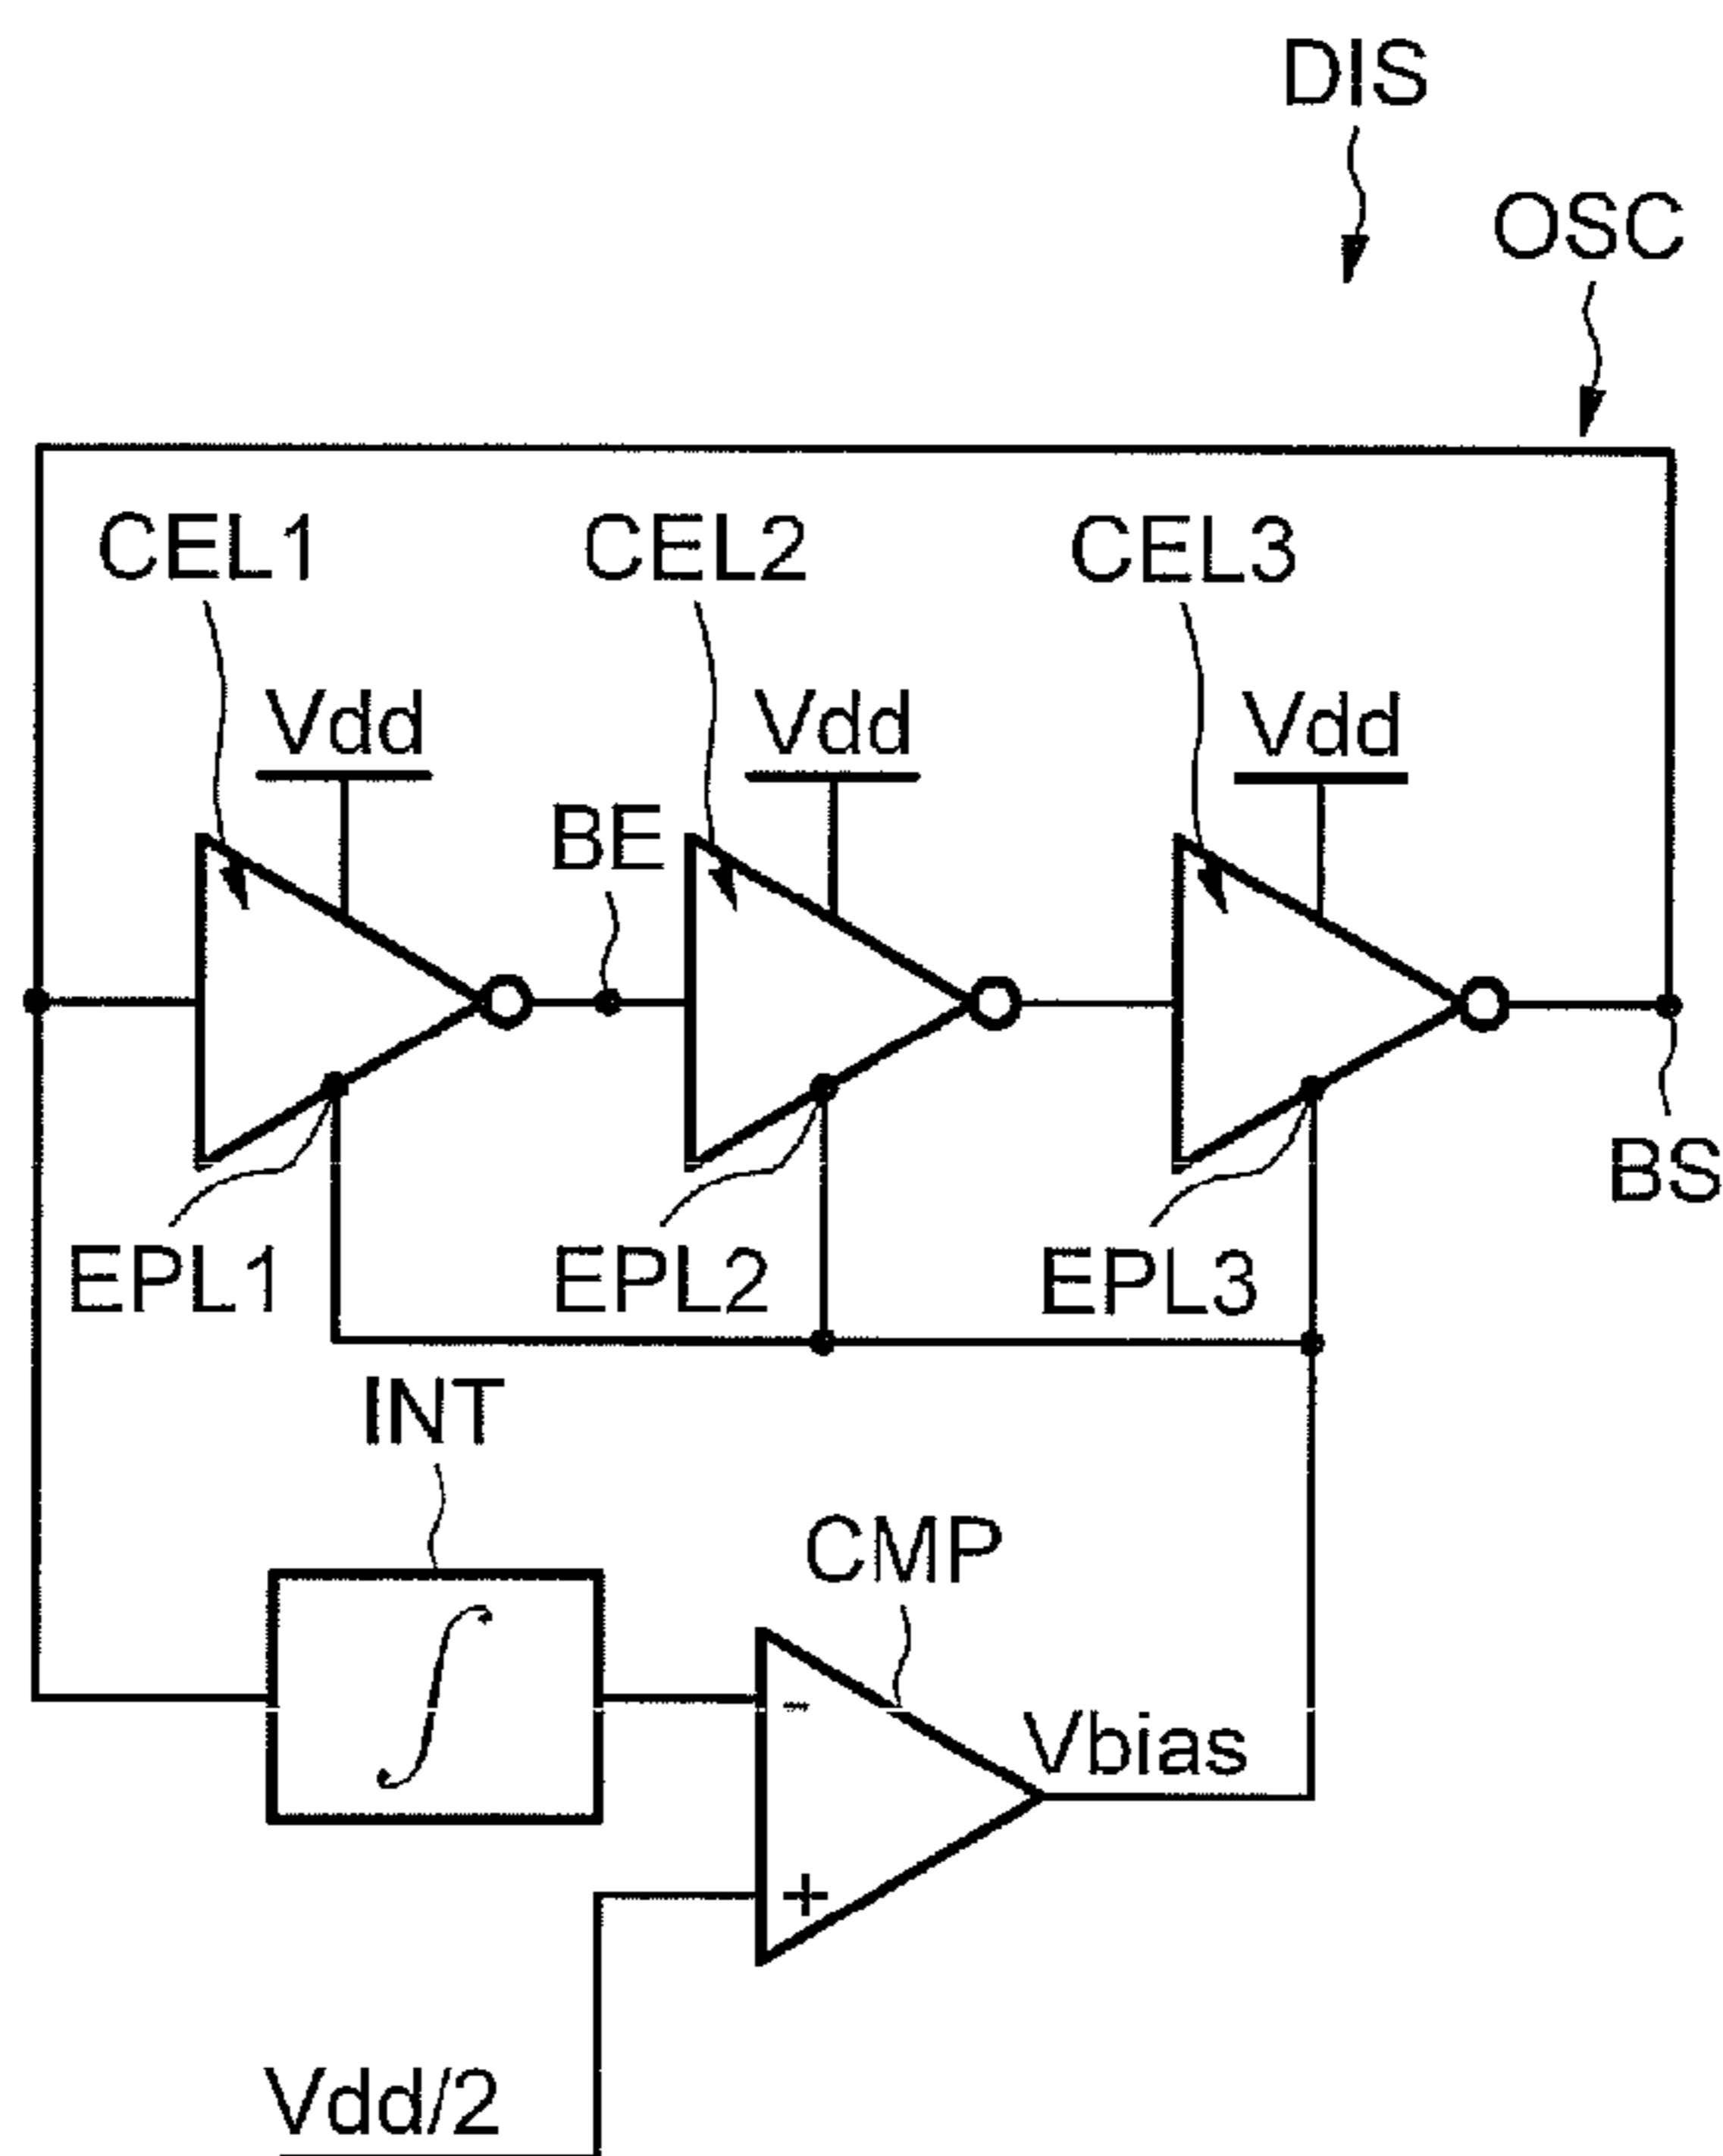 DIS
OSC
CEL1 CEL2 CEL3
Vdd Vdd Vdd
BE
BS
EPL1 EPL2 EPL3
INT
CMP
∫
-
Vbias
+
Vdd/2